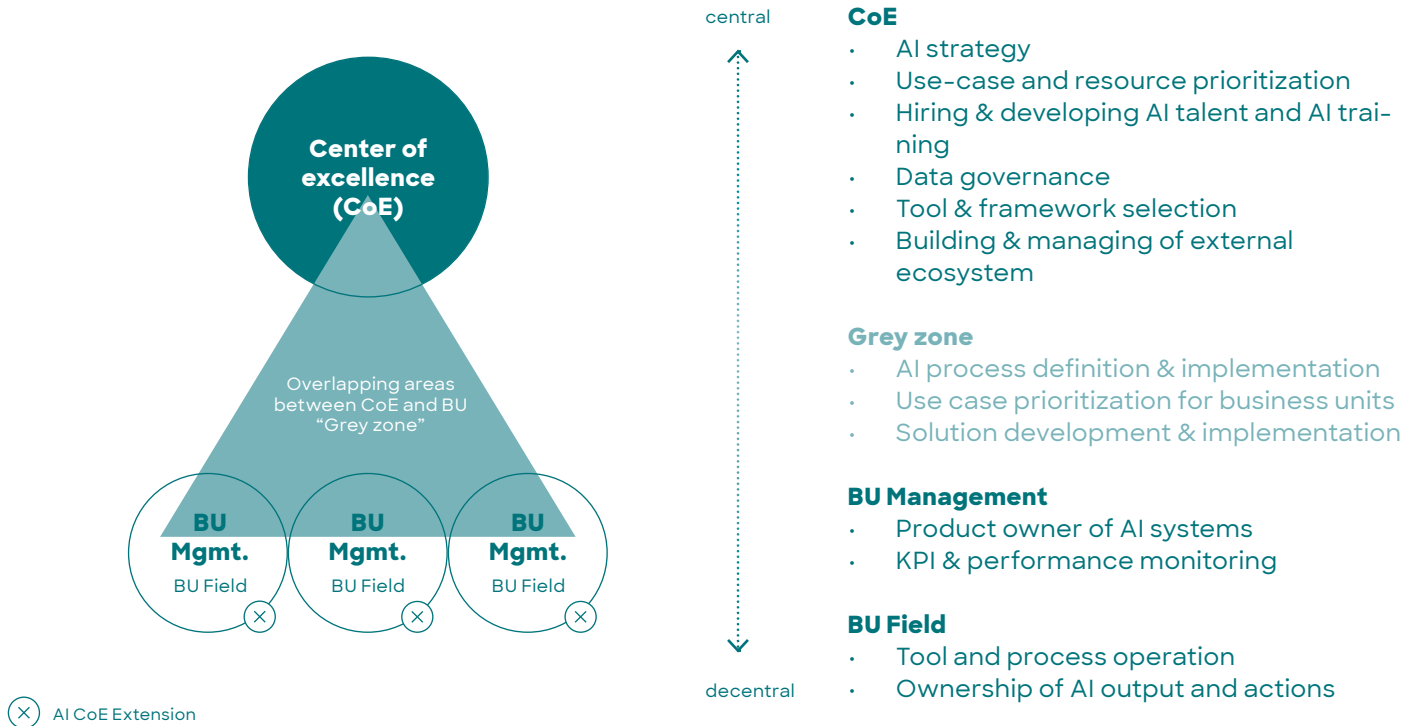 Center of
excellence
(CoE)
Overlapping areas
between CoE and BU
“Grey zone”
BU
Mgmt.
BU Field
BU
Mgmt.
BU Field
BU
Mgmt.
BU Field
AI CoE Extension
central
decentral
CoE
• AI strategy
• Use-case and resource prioritization
• Hiring & developing AI talent and AI trai-
ning
• Data governance
• Tool & framework selection
• Building & managing of external
ecosystem
Grey zone
• AI process definition & implementation
• Use case prioritization for business units
• Solution development & implementation
BU Management
• Product owner of AI systems
• KPI & performance monitoring
BU Field
• Tool and process operation
• Ownership of AI output and actions